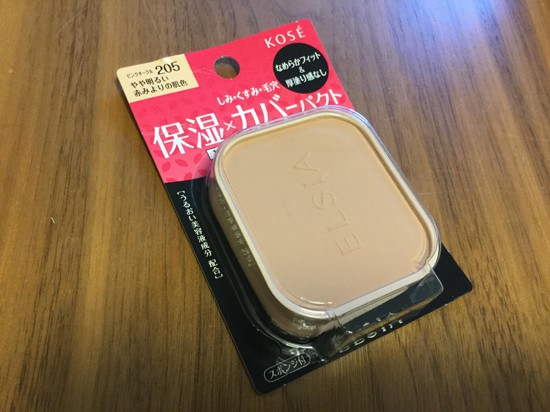 ピンクオークル 205
やや明るい
赤みよりの肌色
KOSÉ
なめらかフィット
&
厚塗り感なし
しみ・くすみ・毛穴
保湿×カバーパクト
ELSIA
［うるおい美容液成分 配合］
スポンジ付